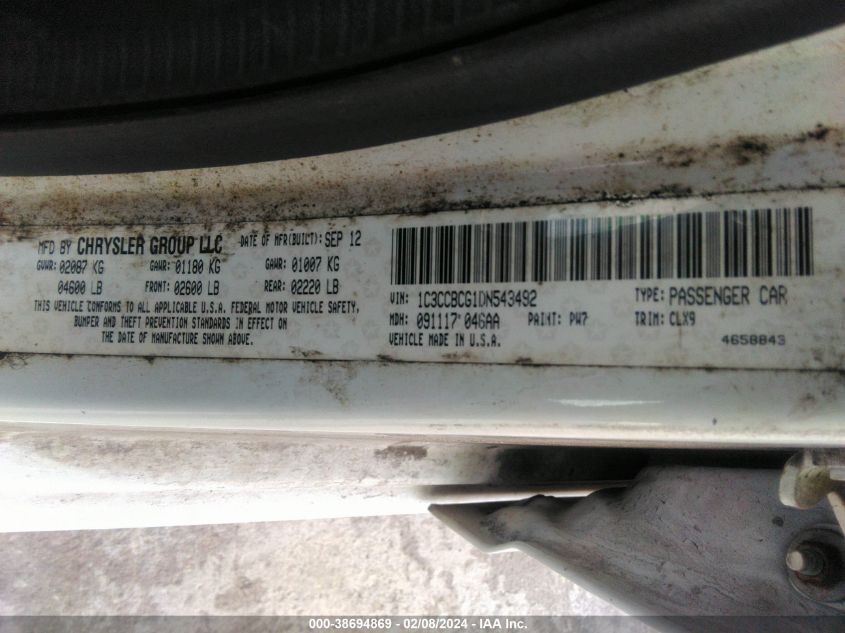 MFD BY CHRYSLER GROUP LLC DATE OF MFR(BUILT): SEP 12
GVWR: 02087 KG GAWR: 01180 KG GAWR: 01007 KG
04600 LB FRONT: 02600 LB REAR: 02220 LB
THIS VEHICLE CONFORMS TO ALL APPLICABLE U.S.A. FEDERAL MOTOR VEHICLE SAFETY,
BUMPER AND THEFT PREVENTION STANDARDS IN EFFECT ON
THE DATE OF MANUFACTURE SHOWN ABOVE.
VIN: 1C3CCBCG1DN543492 TYPE: PASSENGER CAR
MDH: 091117 046AA PAINT: PW7 TRIM: CLX9
VEHICLE MADE IN U.S.A. 4658843
000-38694869 - 02/08/2024 - IAA Inc.